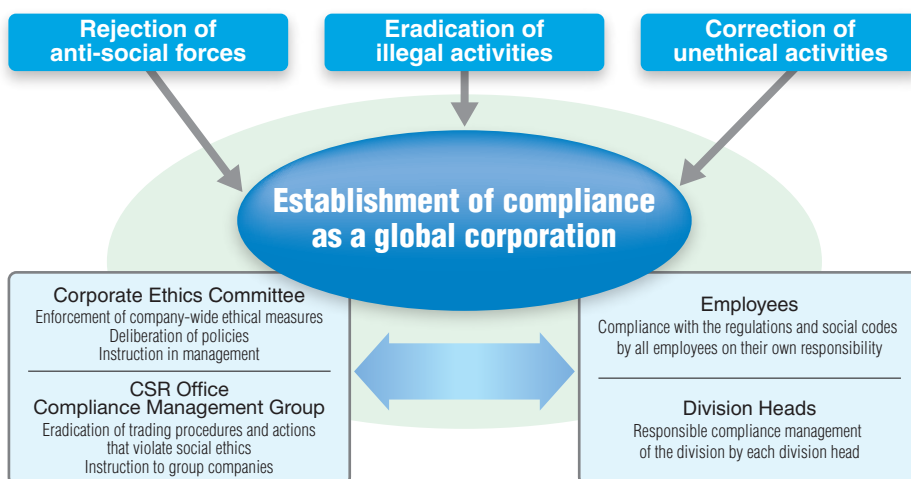 Rejection of
anti-social forces
Eradication of
illegal activities
Correction of
unethical activities
Establishment of compliance
as a global corporation
Corporate Ethics Committee
Enforcement of company-wide ethical measures
Deliberation of policies
Instruction in management
CSR Office
Compliance Management Group
Eradication of trading procedures and actions
that violate social ethics
Instruction to group companies
Employees
Compliance with the regulations and social codes
by all employees on their own responsibility
Division Heads
Responsible compliance management
of the division by each division head